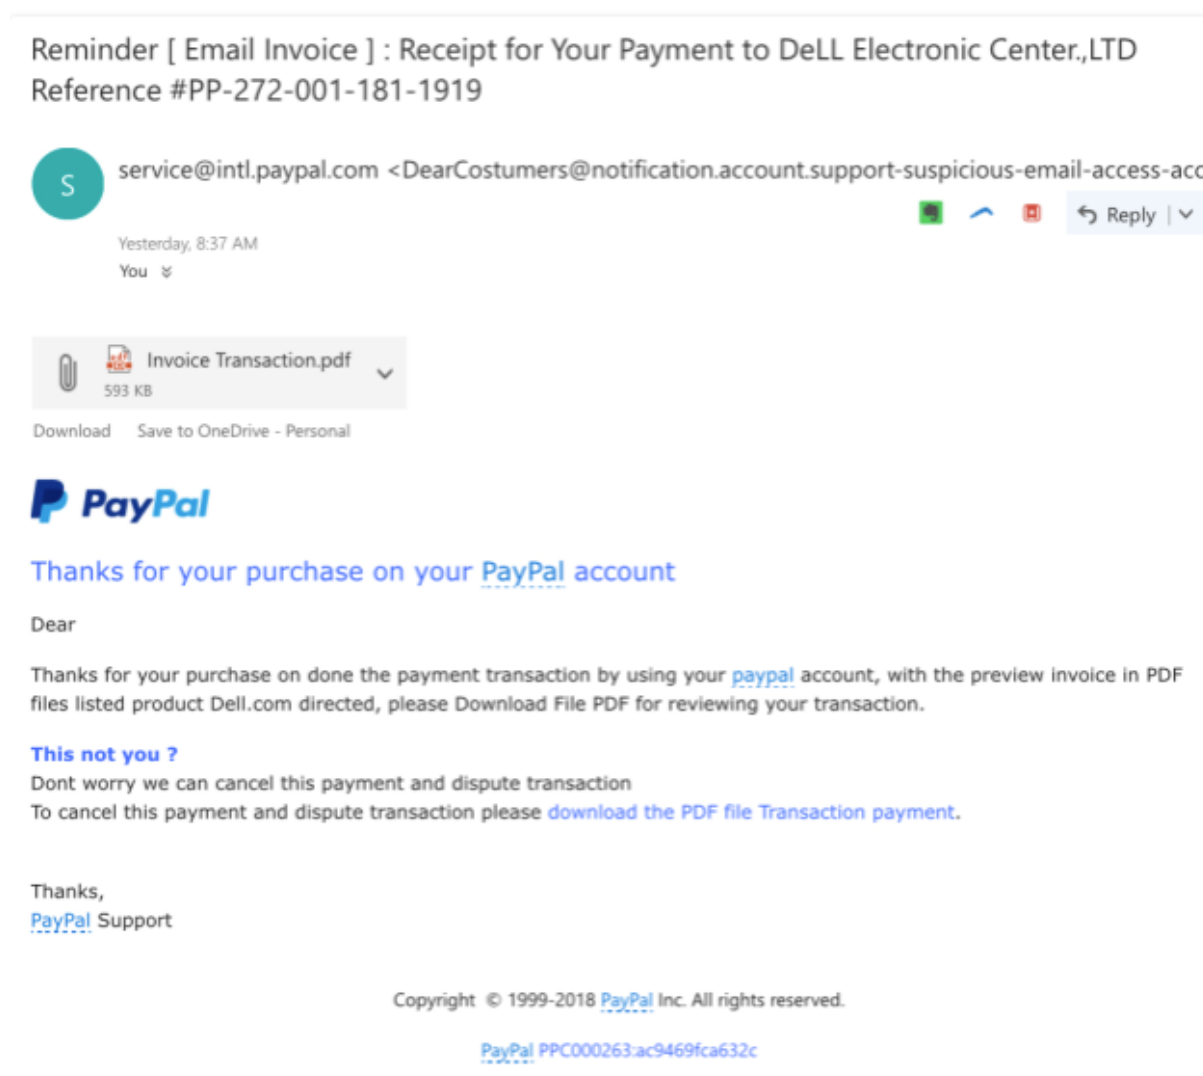 Reminder [ Email Invoice ] : Receipt for Your Payment to DeLL Electronic Center.,LTD
Reference #PP-272-001-181-1919
S
service@intl.paypal.com <DearCostumers@notification.account.support-suspicious-email-access-acc
Reply
Yesterday, 8:37 AM
You
Invoice Transaction.pdf
593 KB
Download Save to OneDrive - Personal
PayPal
Thanks for your purchase on your PayPal account
Dear
Thanks for your purchase on done the payment transaction by using your paypal account, with the preview invoice in PDF
files listed product Dell.com directed, please Download File PDF for reviewing your transaction.
This not you ?
Dont worry we can cancel this payment and dispute transaction
To cancel this payment and dispute transaction please download the PDF file Transaction payment.
Thanks,
PayPal Support
Copyright © 1999-2018 PayPal Inc. All rights reserved.
PayPal PPC000263:ac9469fca632c